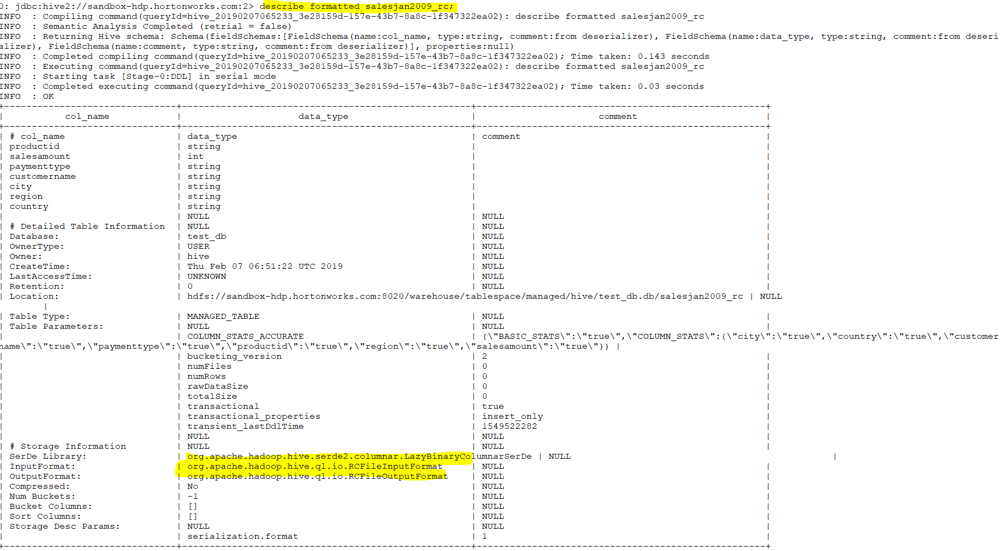 0: jdbc:hive2://sandbox-hdp.hortonworks.com:2> describe formatted salesjan2009_rc;
INFO  : Compiling command(queryId=hive_20190207065233_3e28159d-157e-43b7-8a8c-1f347322ea02): describe formatted salesjan2009_rc
INFO  : Semantic Analysis Completed (retrial = false)
INFO  : Returning Hive schema: Schema(fieldSchemas:[FieldSchema(name:col_name, type:string, comment:from deserializer), FieldSchema(name:data_type, type:string, comment:from deseri
alizer), FieldSchema(name:comment, type:string, comment:from deserializer)], properties:null)
INFO  : Completed compiling command(queryId=hive_20190207065233_3e28159d-157e-43b7-8a8c-1f347322ea02); Time taken: 0.143 seconds
INFO  : Executing command(queryId=hive_20190207065233_3e28159d-157e-43b7-8a8c-1f347322ea02): describe formatted salesjan2009_rc
INFO  : Starting task [Stage-0:DDL] in serial mode
INFO  : Completed executing command(queryId=hive_20190207065233_3e28159d-157e-43b7-8a8c-1f347322ea02); Time taken: 0.03 seconds
INFO  : OK
| col_name | data_type | comment |
| # col_name | data_type | comment |
| productid | string | |
| salesamount | int | |
| paymenttype | string | |
| customername | string | |
| city | string | |
| region | string | |
| country | string | |
| | NULL | NULL |
| # Detailed Table Information | NULL | NULL |
| Database: | test_db | NULL |
| OwnerType: | USER | NULL |
| Owner: | hive | NULL |
| CreateTime: | Thu Feb 07 06:51:22 UTC 2019 | NULL |
| LastAccessTime: | UNKNOWN | NULL |
| Retention: | 0 | NULL |
| Location: | hdfs://sandbox-hdp.hortonworks.com:8020/warehouse/tablespace/managed/hive/test_db.db/salesjan2009_rc | NULL
|
| Table Type: | MANAGED_TABLE | NULL |
| Table Parameters: | NULL | NULL |
| | COLUMN_STATS_ACCURATE | {\"BASIC_STATS\":\"true\",\"COLUMN_STATS\":{\"city\":\"true\",\"country\":\"true\",\"customer
name\":\"true\",\"paymenttype\":\"true\",\"productid\":\"true\",\"region\":\"true\",\"salesamount\":\"true\"}} |
| | bucketing_version | 2 |
| | numFiles | 0 |
| | numRows | 0 |
| | rawDataSize | 0 |
| | totalSize | 0 |
| | transactional | true |
| | transactional_properties | insert_only |
| | transient_lastDdlTime | 1549522282 |
| | NULL | NULL |
| # Storage Information | NULL | NULL |
| SerDe Library: | org.apache.hadoop.hive.serde2.columnar.LazyBinaryColumnarSerDe | NULL |
| InputFormat: | org.apache.hadoop.hive.ql.io.RCFileInputFormat | NULL |
| OutputFormat: | org.apache.hadoop.hive.ql.io.RCFileOutputFormat | NULL |
| Compressed: | No | NULL |
| Num Buckets: | -1 | NULL |
| Bucket Columns: | [] | NULL |
| Sort Columns: | [] | NULL |
| Storage Desc Params: | NULL | NULL |
| | serialization.format | 1 |